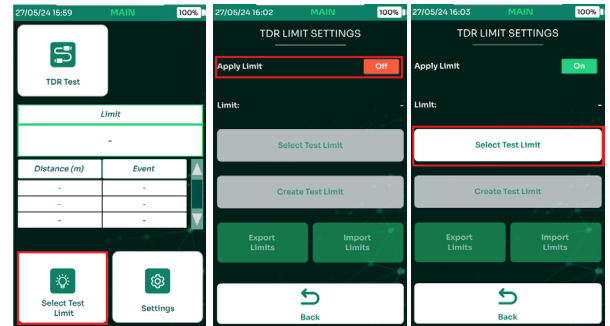 27/05/24 15:59 MAIN 100%
TDR Test
Limit
-
Distance (m) Event
- -
- -
- -
Select Test
Limit
Settings
27/05/24 16:02 MAIN 100%
TDR LIMIT SETTINGS
Apply Limit Off
Limit: -
Select Test Limit
Create Test Limit
Export
Limits
Import
Limits
Back
27/05/24 16:03 MAIN 100%
TDR LIMIT SETTINGS
Apply Limit On
Limit: -
Select Test Limit
Create Test Limit
Export
Limits
Import
Limits
Back